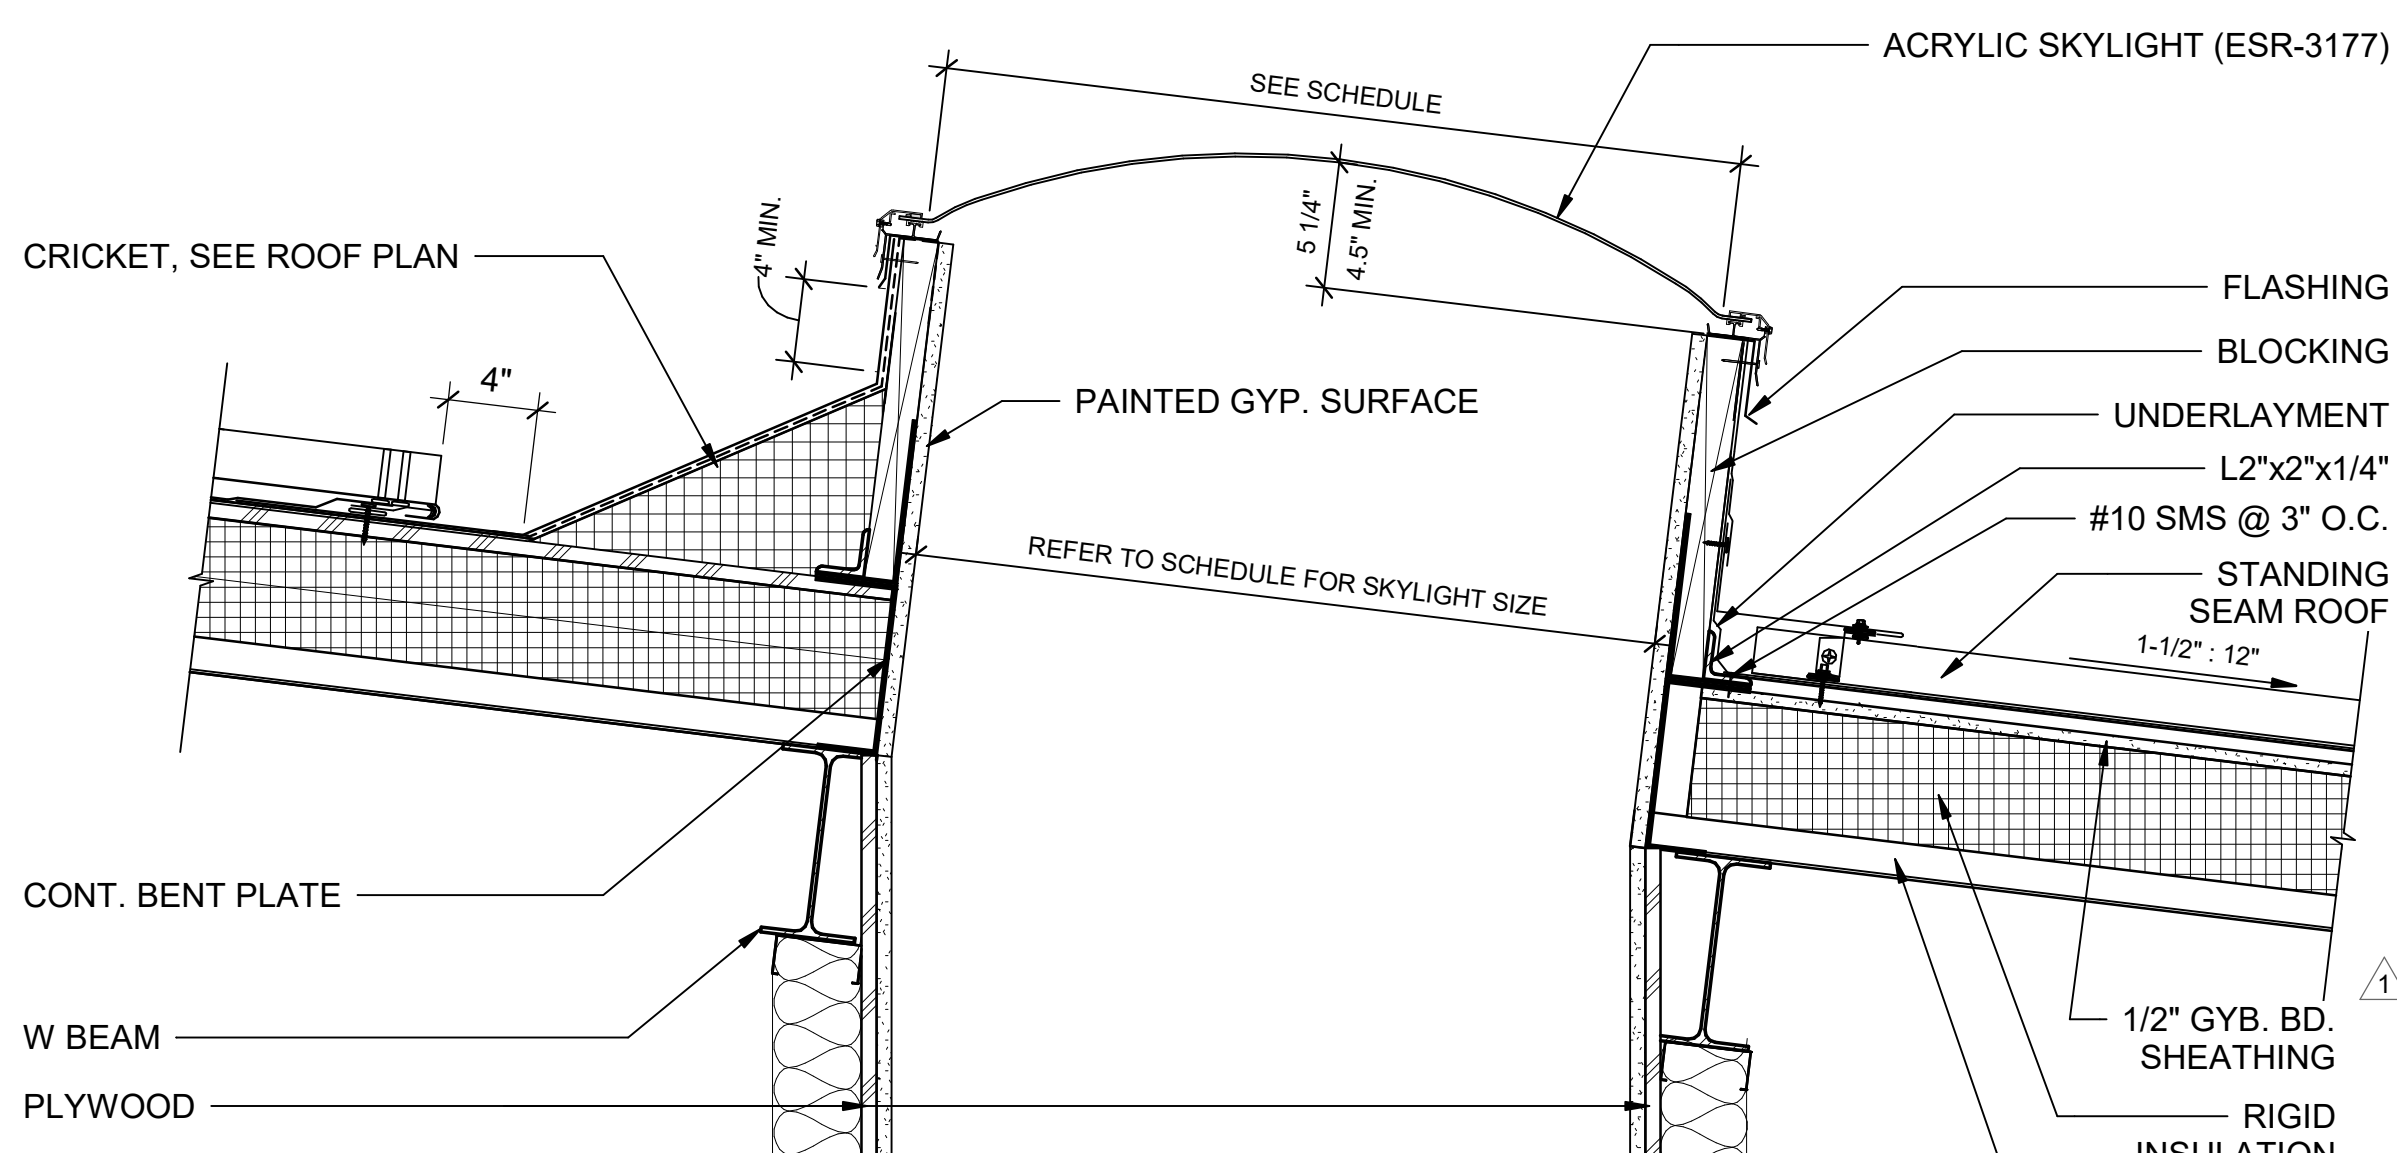 ACRYLIC SKYLIGHT (ESR-3177)
SEE SCHEDULE
4" MIN.
5 1/4"
4.5" MIN.
CRICKET, SEE ROOF PLAN
FLASHING
BLOCKING
4"
PAINTED GYP. SURFACE
UNDERLAYMENT
L2"x2"x1/4"
#10 SMS @ 3" O.C.
REFER TO SCHEDULE FOR SKYLIGHT SIZE
STANDING
SEAM ROOF
1-1/2" : 12"
CONT. BENT PLATE
1
W BEAM
1/2" GYB. BD.
SHEATHING
PLYWOOD
RIGID
INSULATION